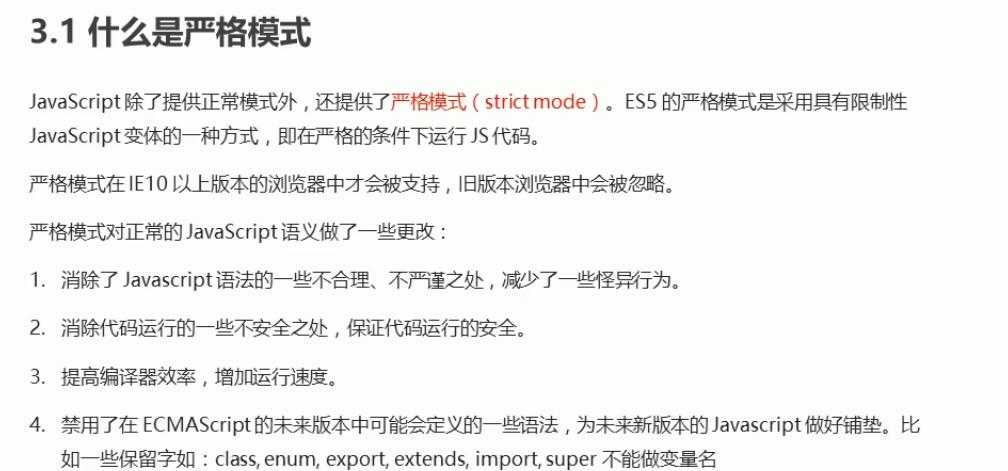 3.1 什么是严格模式
JavaScript 除了提供正常模式外，还提供了严格模式（strict mode）。ES5 的严格模式是采用具有限制性
JavaScript 变体的一种方式，即在严格的条件下运行 JS 代码。
严格模式在 IE10 以上版本的浏览器中才会被支持，旧版本浏览器中会被忽略。
严格模式对正常的 JavaScript 语义做了一些更改：
1. 消除了 Javascript 语法的一些不合理、不严谨之处，减少了一些怪异行为。
2. 消除代码运行的一些不安全之处，保证代码运行的安全。
3. 提高编译器效率，增加运行速度。
4. 禁用了在 ECMAScript 的未来版本中可能会定义的一些语法，为未来新版本的 Javascript 做好铺垫。比
如一些保留字如：class, enum, export, extends, import, super 不能做变量名